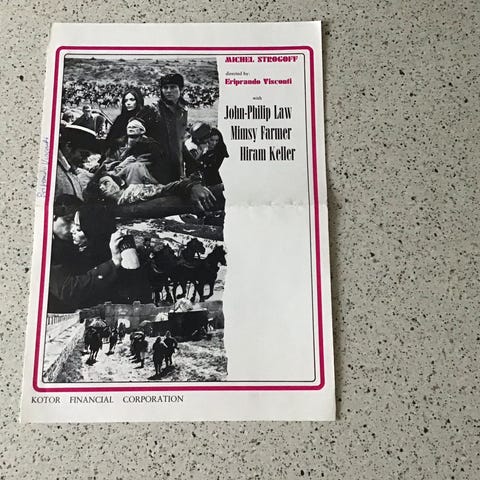 MICHEL STROGOFF
directed by:
Eriprando Visconti
with
John-Philip Law
Mimsy Farmer
Hiram Keller
KOTOR FINANCIAL CORPORATION